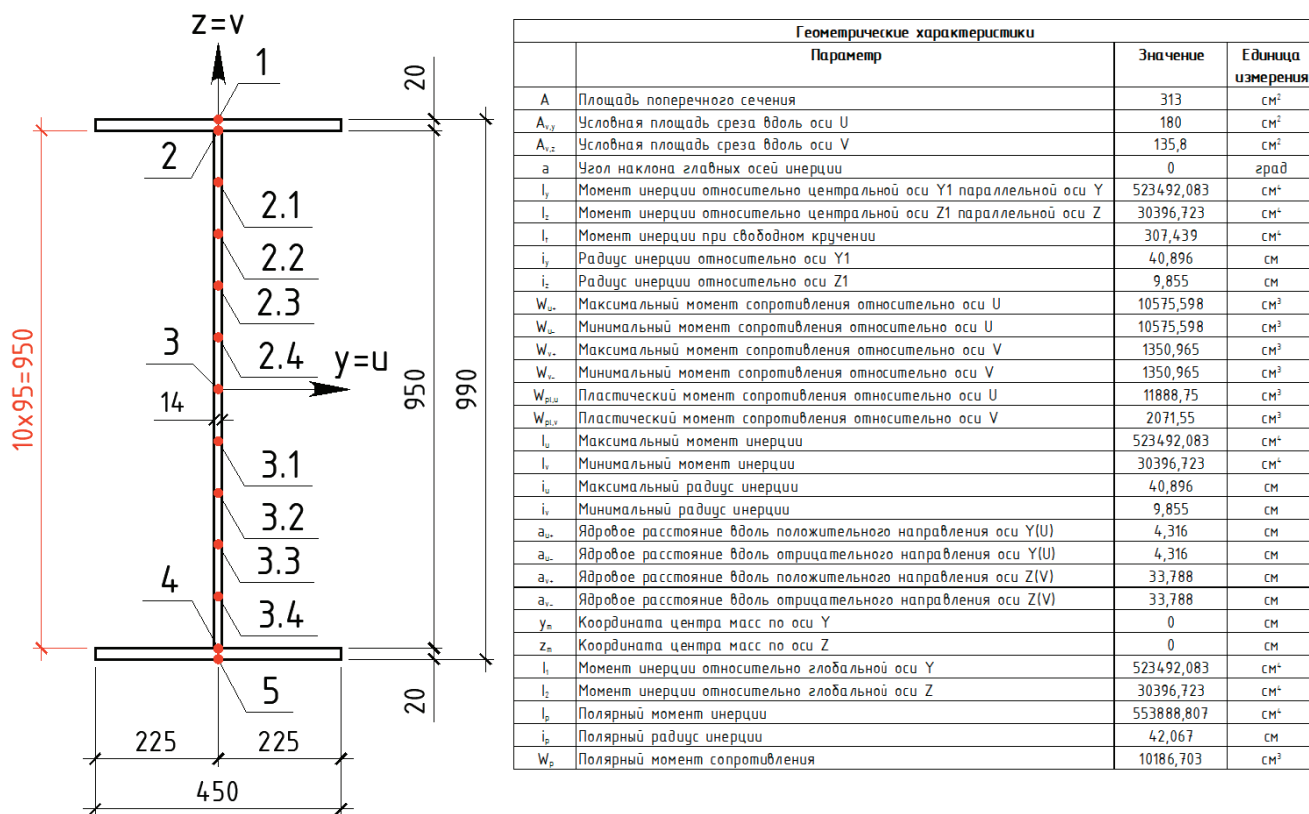 z=v
1
20
2
2.1
2.2
2.3
2.4
3
y=u
14
10x95=950
950
990
3.1
3.2
3.3
3.4
4
5
20
225
225
450
Геометрические характеристики
Параметр Значение Единица измерения
A Площадь поперечного сечения 313 см²
Aᵥ,y Условная площадь среза вдоль оси U 180 см²
Aᵥ,z Условная площадь среза вдоль оси V 135,8 см²
a Угол наклона главных осей инерции 0 град
Iy Момент инерции относительно центральной оси Y1 параллельной оси Y 523492,083 см⁴
Iz Момент инерции относительно центральной оси Z1 параллельной оси Z 30396,723 см⁴
It Момент инерции при свободном кручении 307,439 см⁴
iy Радиус инерции относительно оси Y1 40,896 см
iz Радиус инерции относительно оси Z1 9,855 см
Wu+ Максимальный момент сопротивления относительно оси U 10575,598 см³
Wu- Минимальный момент сопротивления относительно оси U 10575,598 см³
Wv+ Максимальный момент сопротивления относительно оси V 1350,965 см³
Wv- Минимальный момент сопротивления относительно оси V 1350,965 см³
Wpl,u Пластический момент сопротивления относительно оси U 11888,75 см³
Wpl,v Пластический момент сопротивления относительно оси V 2071,55 см³
Iu Максимальный момент инерции 523492,083 см⁴
Iv Минимальный момент инерции 30396,723 см⁴
iu Максимальный радиус инерции 40,896 см
iv Минимальный радиус инерции 9,855 см
au+ Ядровое расстояние вдоль положительного направления оси Y(U) 4,316 см
au- Ядровое расстояние вдоль отрицательного направления оси Y(U) 4,316 см
av+ Ядровое расстояние вдоль положительного направления оси Z(V) 33,788 см
av- Ядровое расстояние вдоль отрицательного направления оси Z(V) 33,788 см
ym Координата центра масс по оси Y 0 см
zm Координата центра масс по оси Z 0 см
I1 Момент инерции относительно глобальной оси Y 523492,083 см⁴
I2 Момент инерции относительно глобальной оси Z 30396,723 см⁴
Ip Полярный момент инерции 553888,807 см⁴
ip Полярный радиус инерции 42,067 см
Wp Полярный момент сопротивления 10186,703 см³